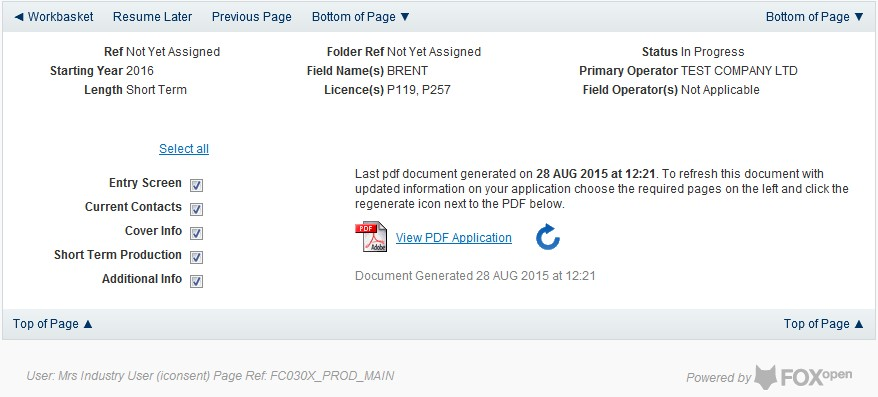 ◄ Workbasket Resume Later Previous Page Bottom of Page ▼ Bottom of Page ▼
Ref Not Yet Assigned Folder Ref Not Yet Assigned Status In Progress
Starting Year 2016 Field Name(s) BRENT Primary Operator TEST COMPANY LTD
Length Short Term Licence(s) P119, P257 Field Operator(s) Not Applicable
Select all
Entry Screen
Current Contacts
Cover Info
Short Term Production
Additional Info
Last pdf document generated on 28 AUG 2015 at 12:21. To refresh this document with
updated information on your application choose the required pages on the left and click the
regenerate icon next to the PDF below.
PDF Adobe View PDF Application
Document Generated 28 AUG 2015 at 12:21
Top of Page ▲ Top of Page ▲
User: Mrs Industry User (iconsent) Page Ref: FC030X_PROD_MAIN Powered by FOXopen